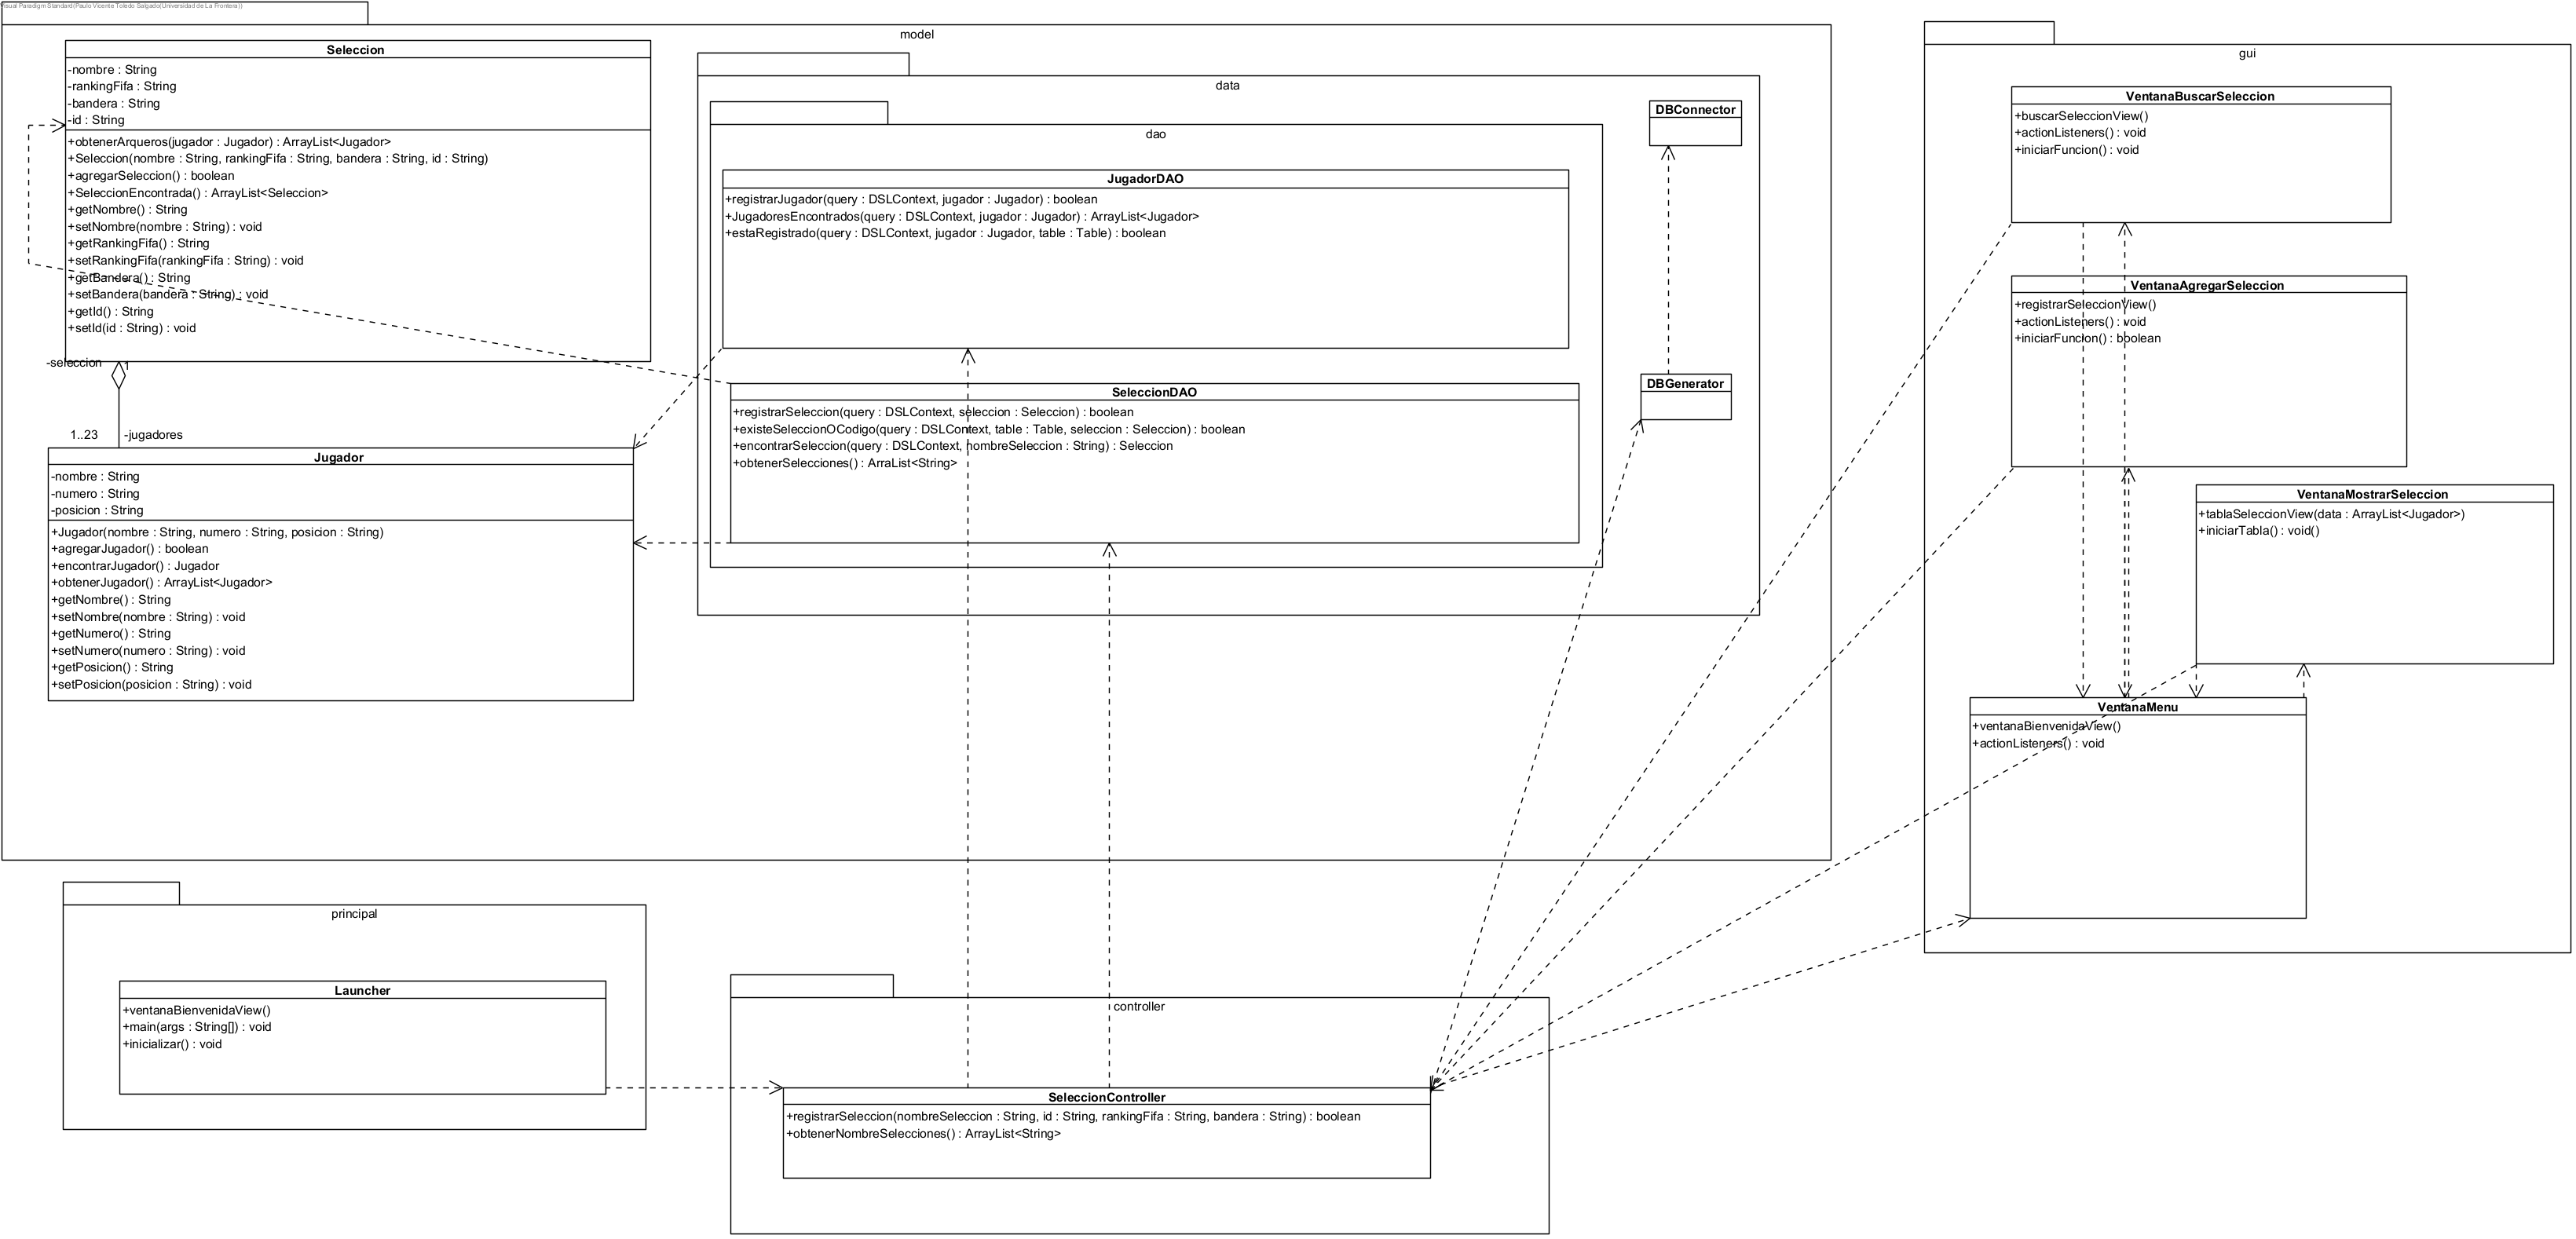 Visual Paradigm Standard(Paulo Vicente Toledo Salgado(Universidad de La Frontera))
model
Seleccion
-nombre : String
-rankingFifa : String
-bandera : String
-id : String
+obtenerArqueros(jugador : Jugador) : ArrayList<Jugador>
+Seleccion(nombre : String, rankingFifa : String, bandera : String, id : String)
+agregarSeleccion() : boolean
+SeleccionEncontrada() : ArrayList<Seleccion>
+getNombre() : String
+setNombre(nombre : String) : void
+getRankingFifa() : String
+setRankingFifa(rankingFifa : String) : void
+getBandera() : String
+setBandera(bandera : String) : void
+getId() : String
+setId(id : String) : void
-seleccion
1
1..23
-jugadores
Jugador
-nombre : String
-numero : String
-posicion : String
+Jugador(nombre : String, numero : String, posicion : String)
+agregarJugador() : boolean
+encontrarJugador() : Jugador
+obtenerJugador() : ArrayList<Jugador>
+getNombre() : String
+setNombre(nombre : String) : void
+getNumero() : String
+setNumero(numero : String) : void
+getPosicion() : String
+setPosicion(posicion : String) : void
data
dao
JugadorDAO
+registrarJugador(query : DSLContext, jugador : Jugador) : boolean
+JugadoresEncontrados(query : DSLContext, jugador : Jugador) : ArrayList<Jugador>
+estaRegistrado(query : DSLContext, jugador : Jugador, table : Table) : boolean
SeleccionDAO
+registrarSeleccion(query : DSLContext, seleccion : Seleccion) : boolean
+existeSeleccionOCodigo(query : DSLContext, table : Table, seleccion : Seleccion) : boolean
+encontrarSeleccion(query : DSLContext, nombreSeleccion : String) : Seleccion
+obtenerSelecciones() : ArraList<String>
DBConnector
DBGenerator
gui
VentanaBuscarSeleccion
+buscarSeleccionView()
+actionListeners() : void
+iniciarFuncion() : void
VentanaAgregarSeleccion
+registrarSeleccionView()
+actionListeners() : void
+iniciarFuncion() : boolean
VentanaMostrarSeleccion
+tablaSeleccionView(data : ArrayList<Jugador>)
+iniciarTabla() : void()
VentanaMenu
+ventanaBienvenidaView()
+actionListeners() : void
principal
Launcher
+ventanaBienvenidaView()
+main(args : String[]) : void
+inicializar() : void
controller
SeleccionController
+registrarSeleccion(nombreSeleccion : String, id : String, rankingFifa : String, bandera : String) : boolean
+obtenerNombreSelecciones() : ArrayList<String>